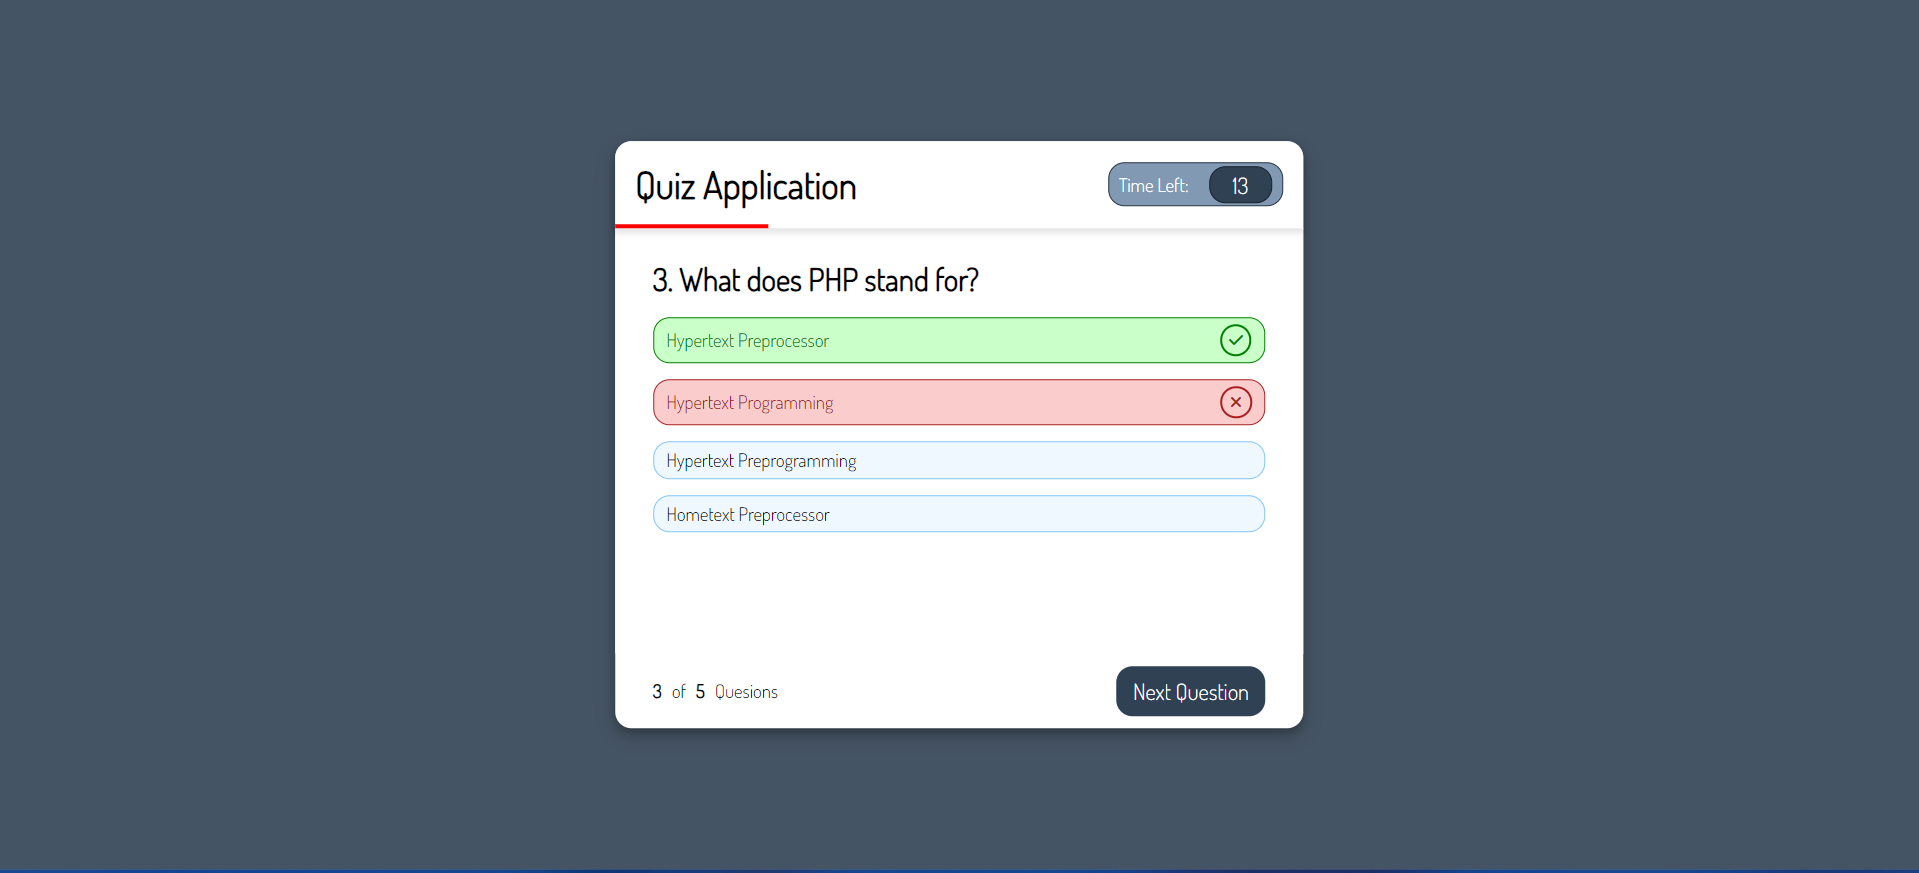 Quiz Application
Time Left: 13
3. What does PHP stand for?
Hypertext Preprocessor
Hypertext Programming
Hypertext Preprogramming
Hometext Preprocessor
3 of 5 Quesions
Next Question